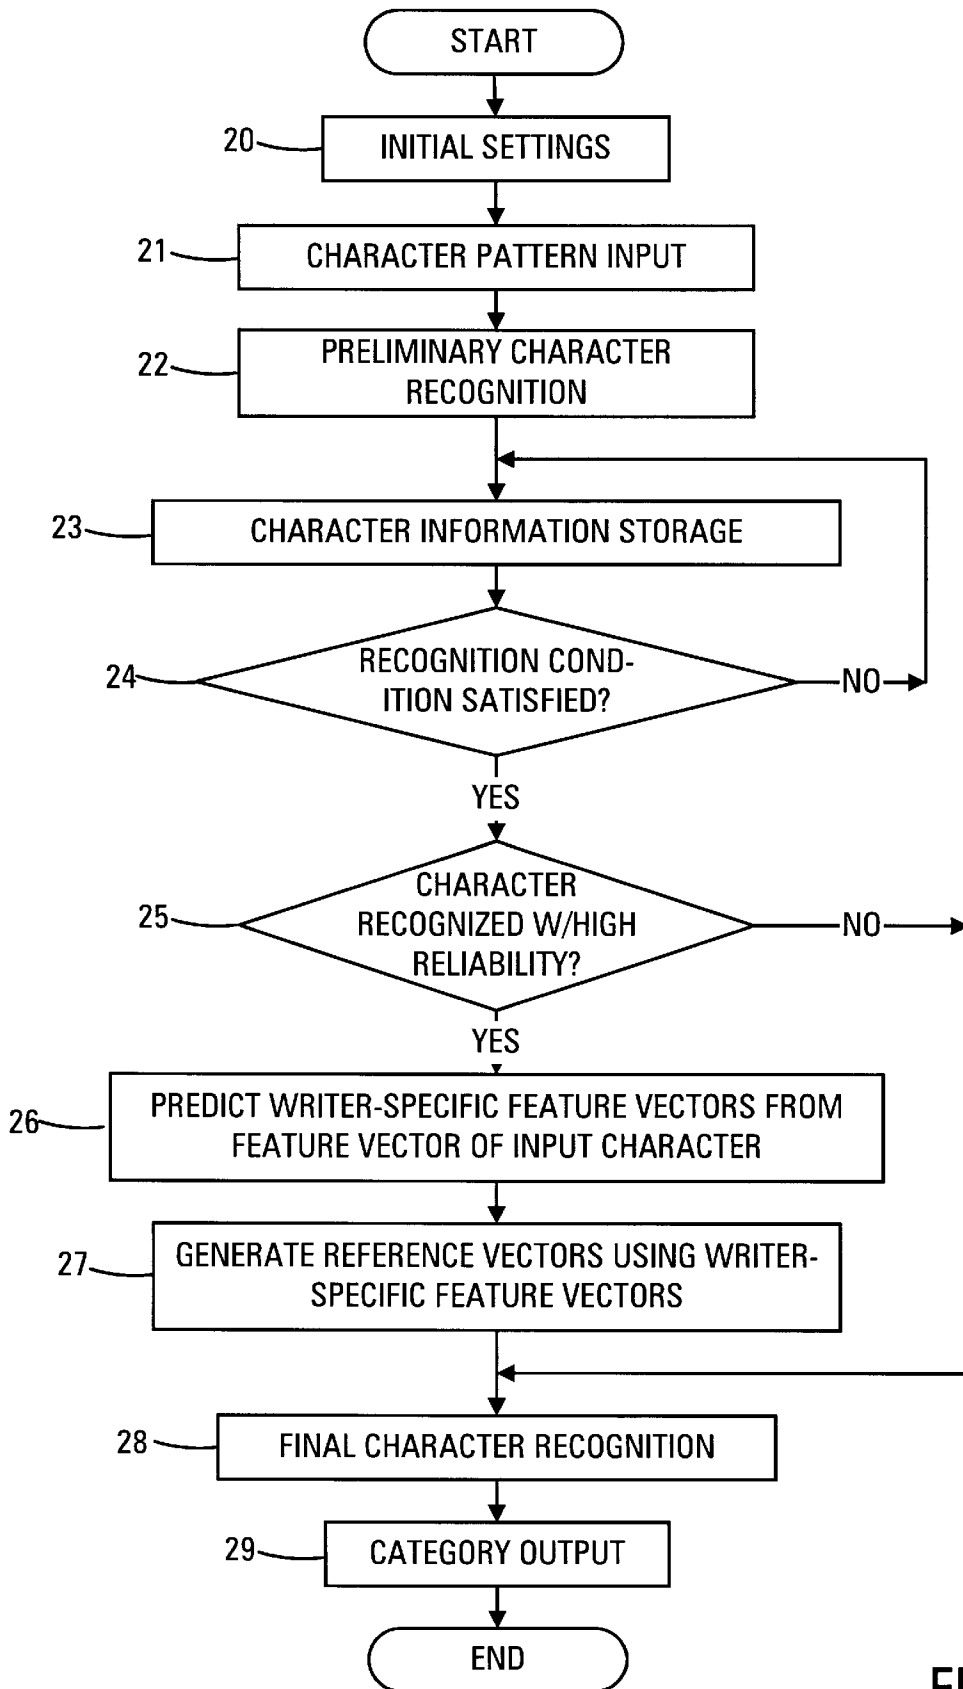 START
20
INITIAL SETTINGS
21
CHARACTER PATTERN INPUT
22
PRELIMINARY CHARACTER
RECOGNITION
23
CHARACTER INFORMATION STORAGE
24
RECOGNITION COND-
ITION SATISFIED?
NO
YES
25
CHARACTER
RECOGNIZED W/HIGH
RELIABILITY?
NO
YES
26
PREDICT WRITER-SPECIFIC FEATURE VECTORS FROM
FEATURE VECTOR OF INPUT CHARACTER
27
GENERATE REFERENCE VECTORS USING WRITER-
SPECIFIC FEATURE VECTORS
28
FINAL CHARACTER RECOGNITION
29
CATEGORY OUTPUT
END